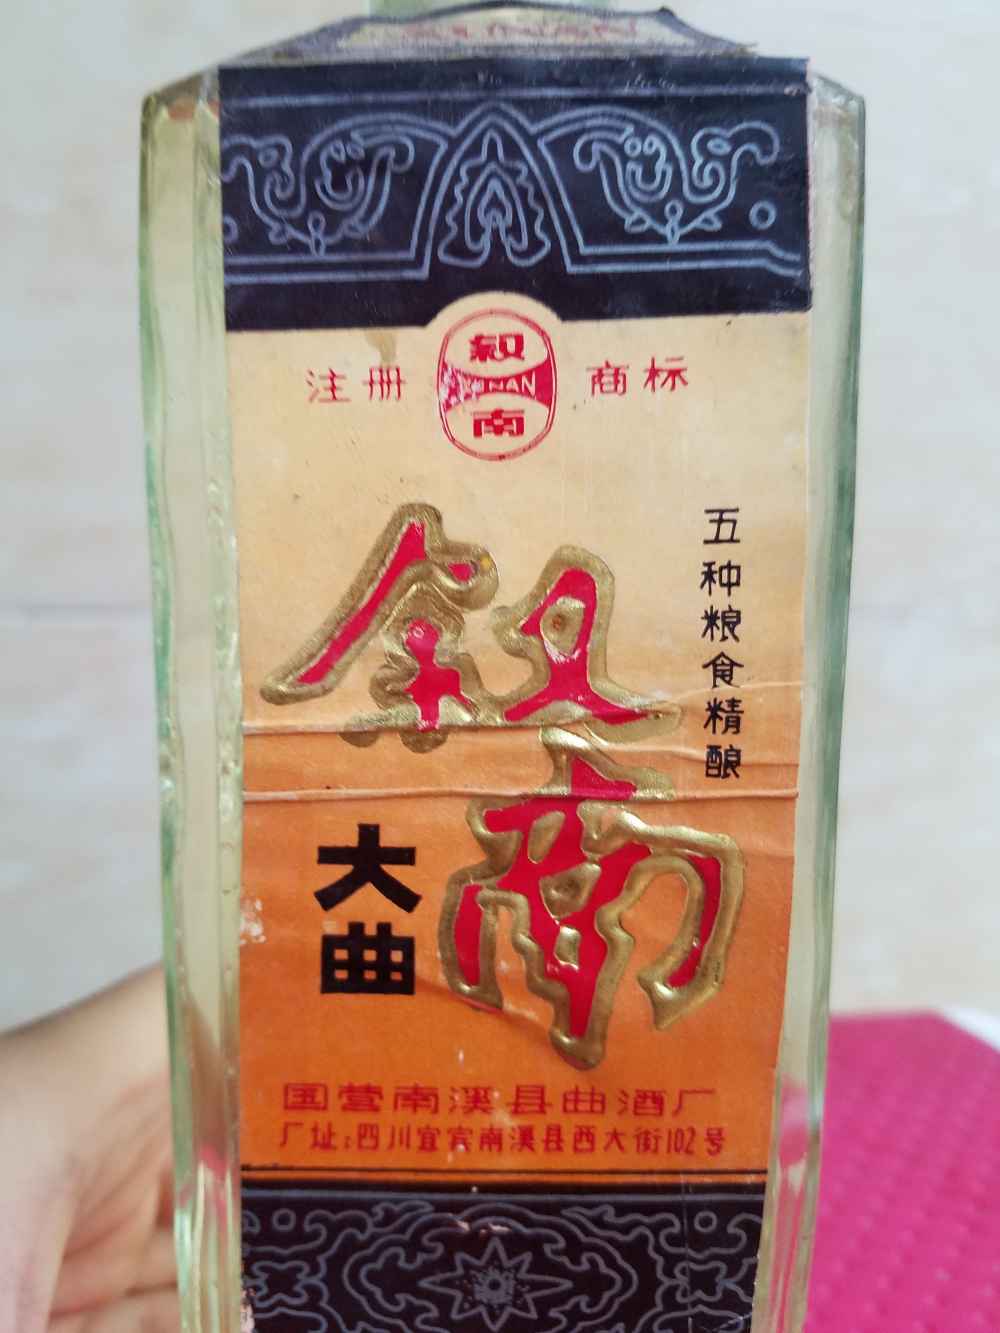 注册
叙
NAN
南
商标
五种粮食精酿
叙南
大曲
国营南溪县曲酒厂
厂址:四川宜宾南溪县西大街102号